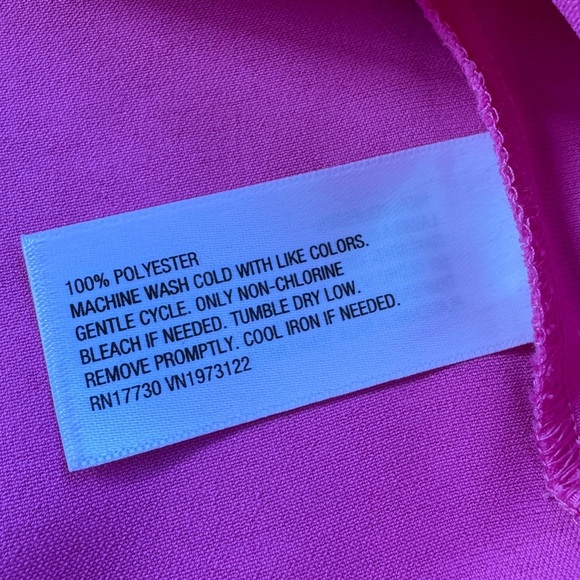 100% POLYESTER
MACHINE WASH COLD WITH LIKE COLORS.
GENTLE CYCLE. ONLY NON-CHLORINE
BLEACH IF NEEDED. TUMBLE DRY LOW.
REMOVE PROMPTLY. COOL IRON IF NEEDED.
RN17730 VN1973122